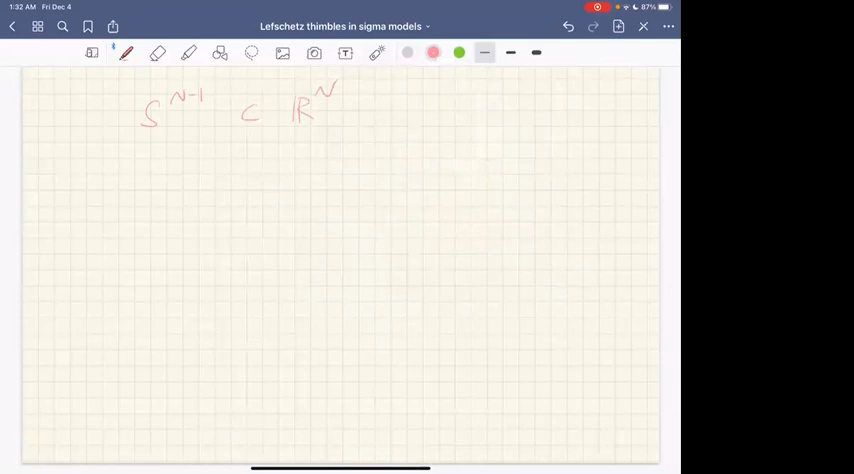 1:32 AM Fri Dec 4 87%
Lefschetz thimbles in sigma models
S^{N-1} ⊂ ℝ^N